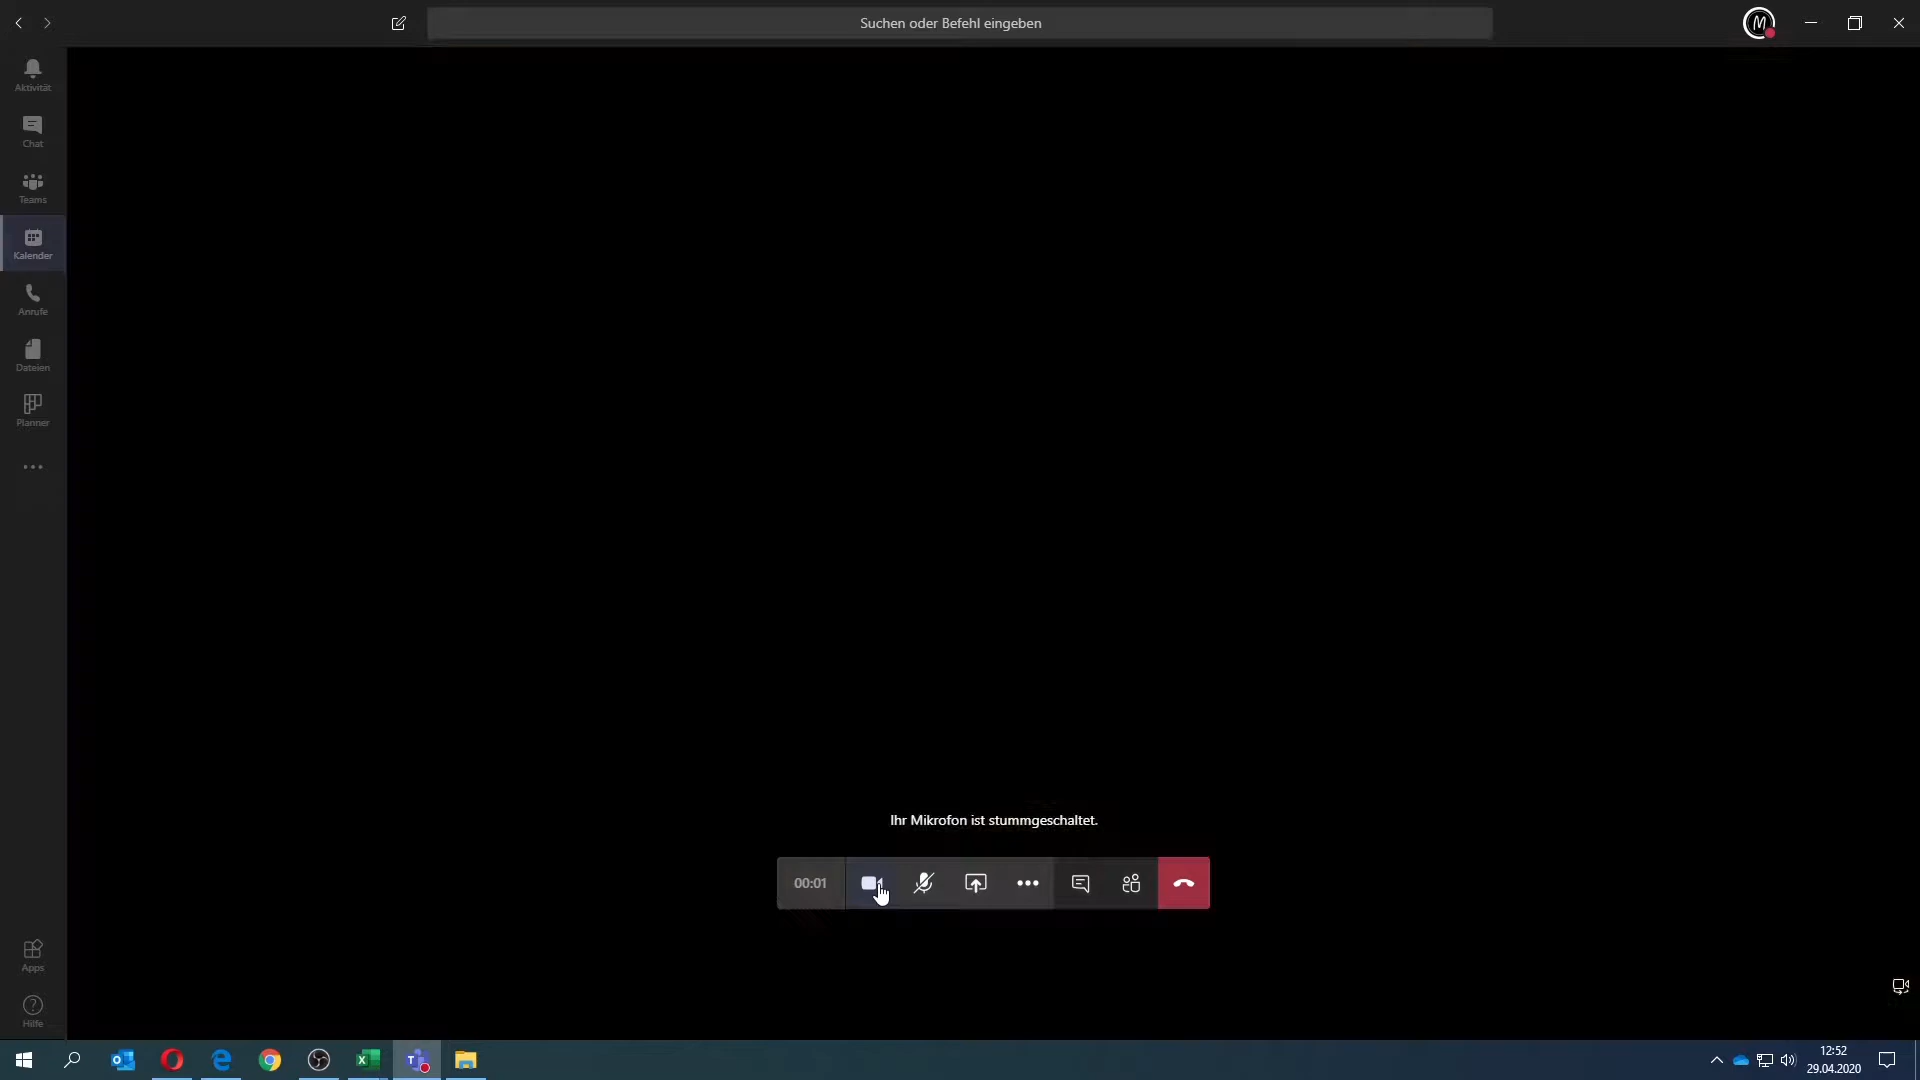 Suchen oder Befehl eingeben
Aktivität
Chat
Teams
Kalender
Anrufe
Dateien
Planner
Ihr Mikrofon ist stummgeschaltet.
00:01
Apps
Hilfe
12:52
29.04.2020